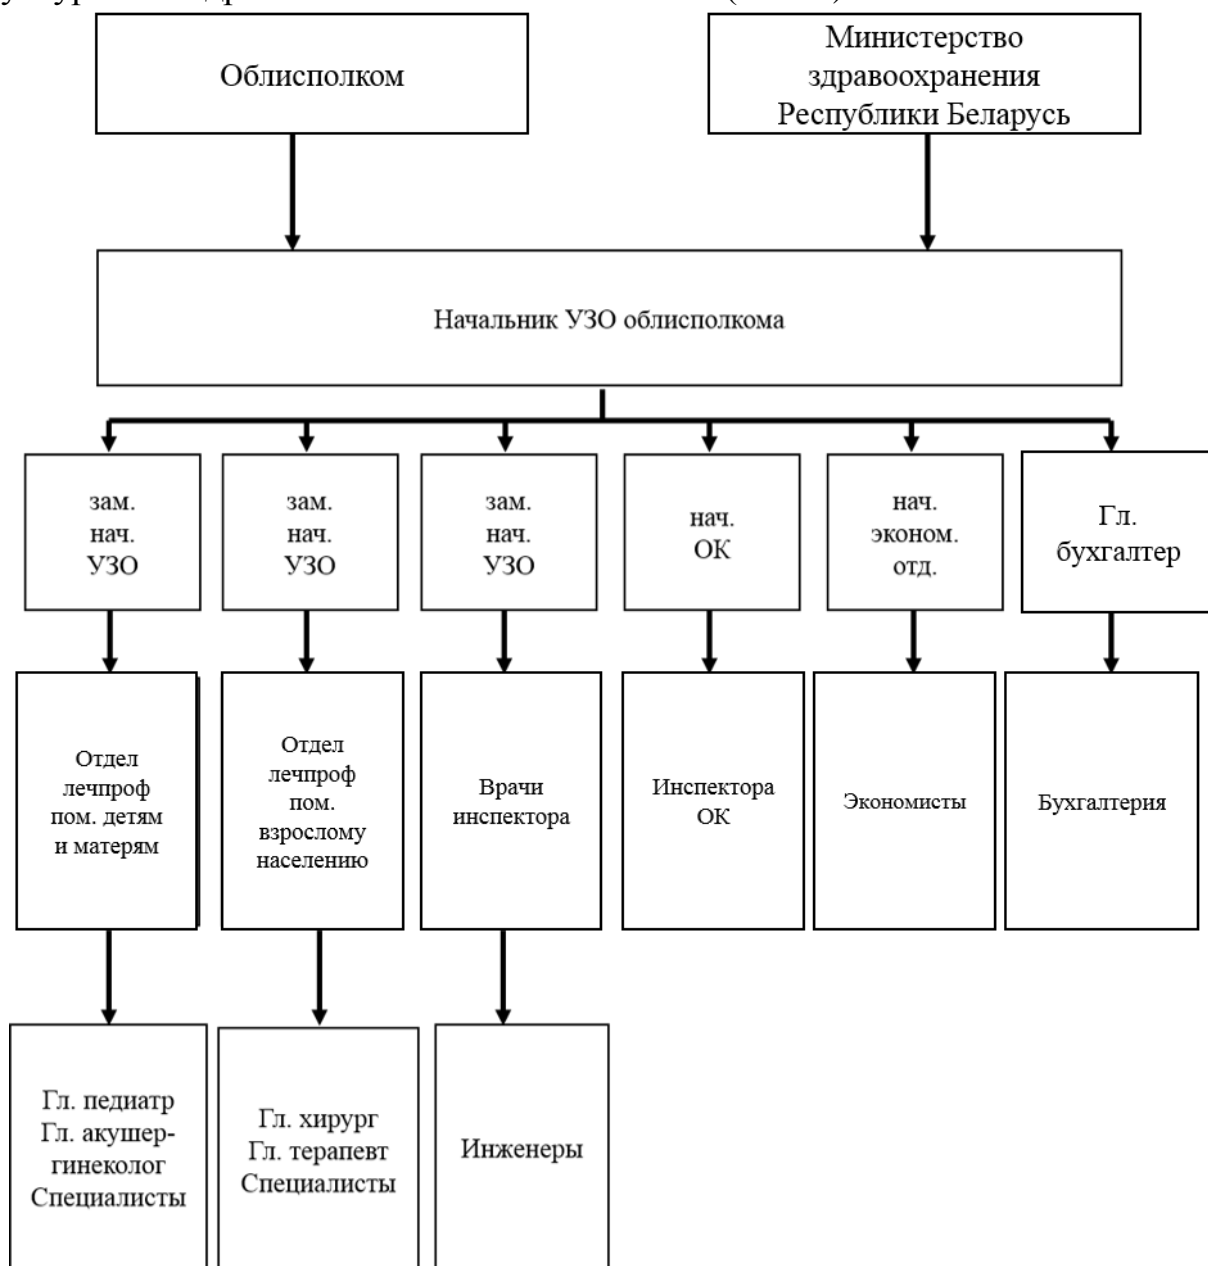 Облисполком
Министерство
здравоохранения
Республики Беларусь
Начальник УЗО облисполкома
зам.
нач.
УЗО
зам.
нач.
УЗО
зам.
нач.
УЗО
нач.
ОК
нач.
эконом.
отд.
Гл.
бухгалтер
Отдел
лечпроф
пом. детям
и матерям
Отдел
лечпроф
пом.
взрослому
населению
Врачи
инспектора
Инспектора
ОК
Экономисты
Бухгалтерия
Гл. педиатр
Гл. акушер-
гинеколог
Специалисты
Гл. хирург
Гл. терапевт
Специалисты
Инженеры